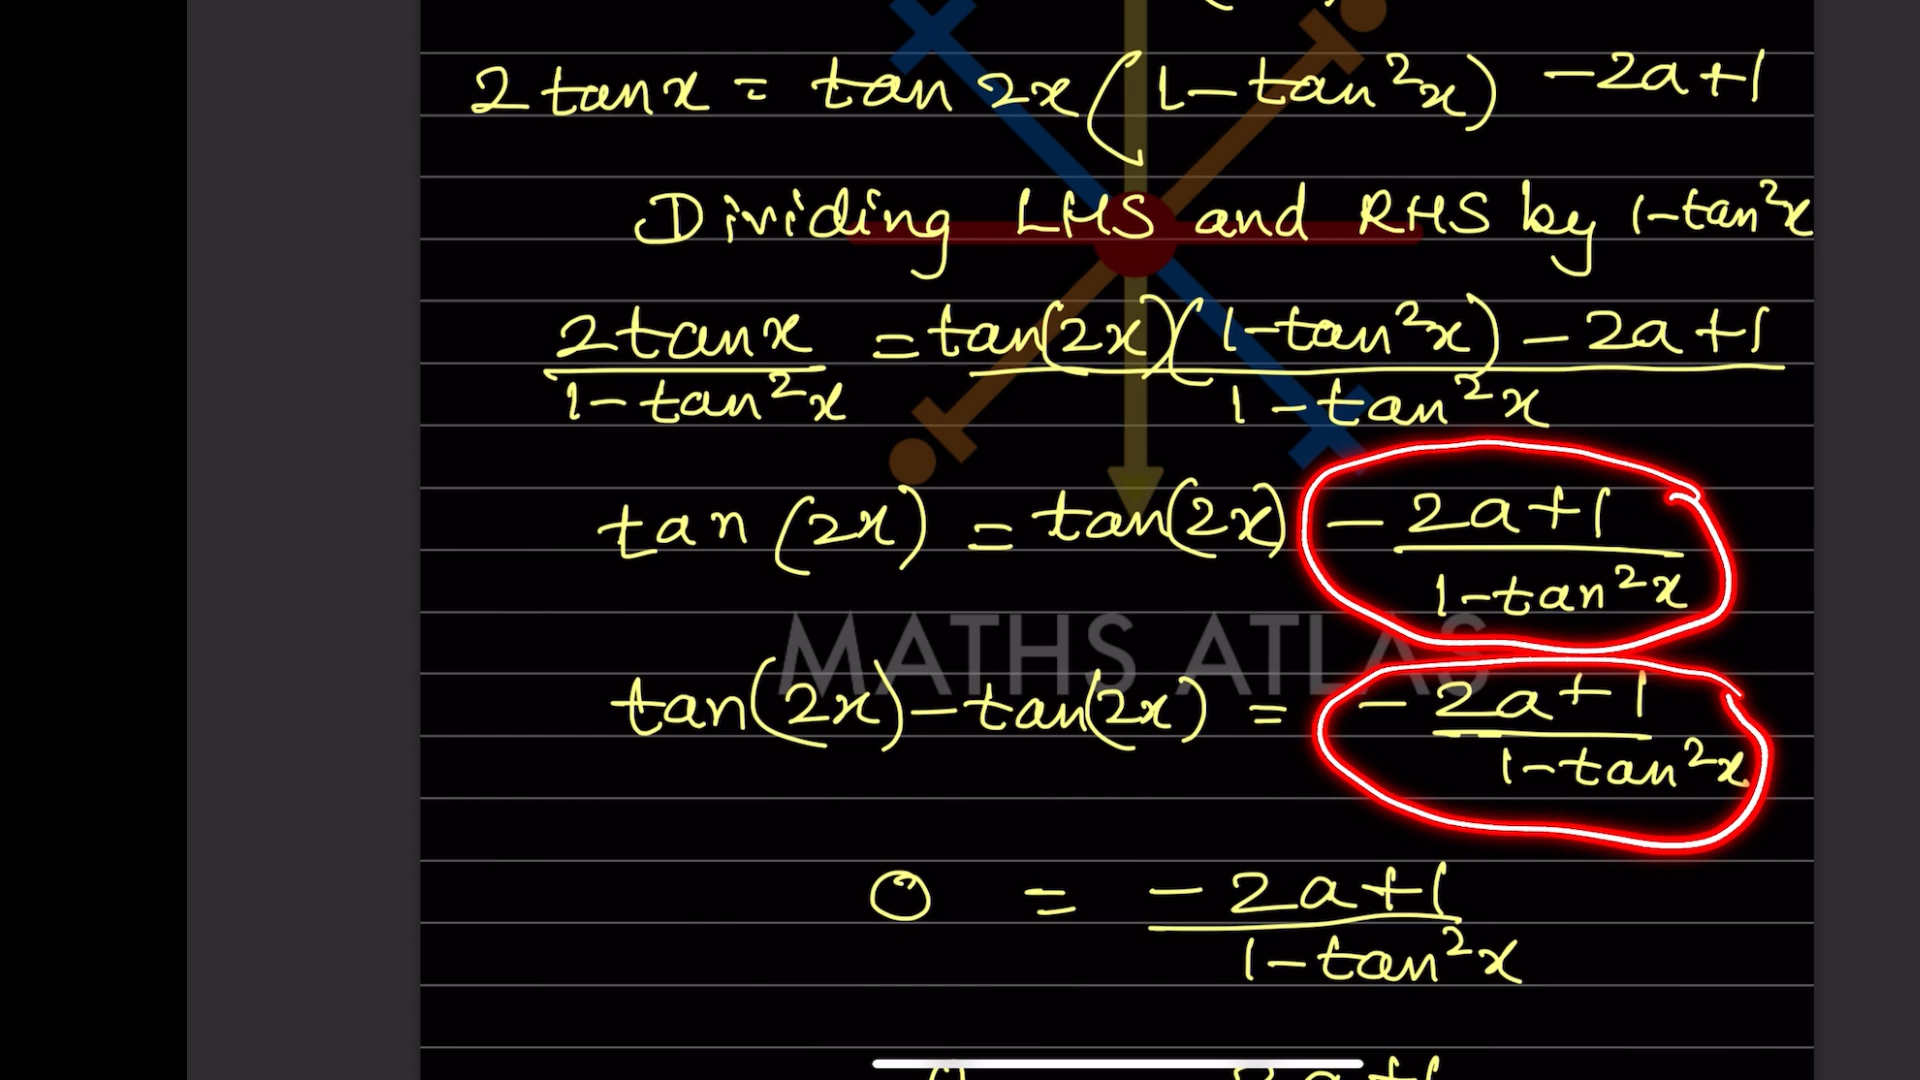 2 tan x = tan 2x (1 - tan²x) - 2a + 1
Dividing LHS and RHS by 1 - tan²x
2 tan x / 1 - tan²x = tan(2x)(1 - tan²x) - 2a + 1 / 1 - tan²x
tan (2x) = tan(2x) - 2a + 1 / 1 - tan²x
MATHS ATLAS
tan(2x) - tan(2x) = - 2a + 1 / 1 - tan²x
0 = - 2a + 1 / 1 - tan²x